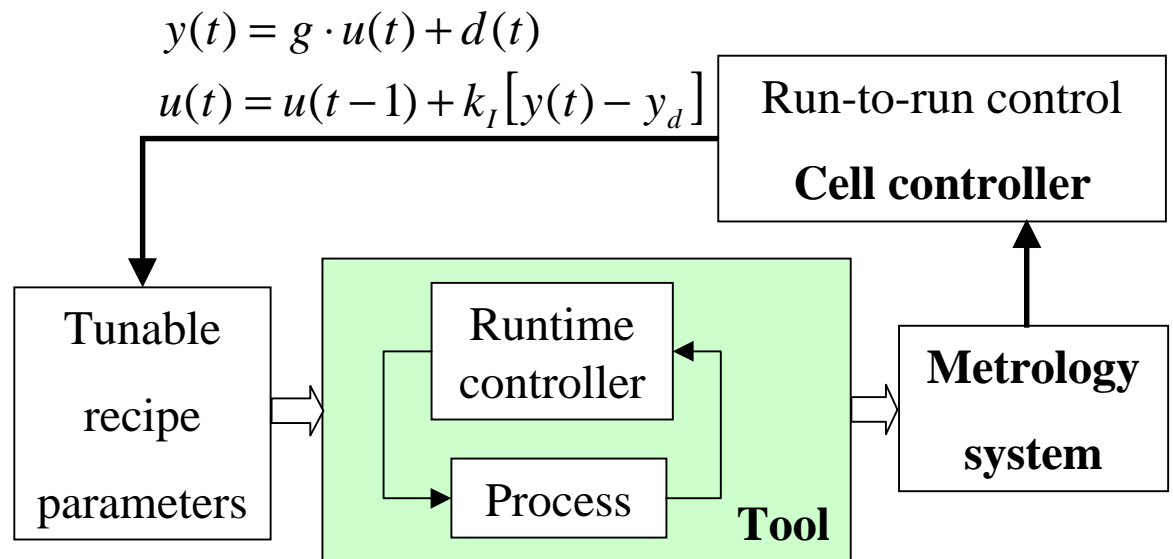 y(t) = g · u(t) + d(t)
u(t) = u(t − 1) + k_I [y(t) − y_d]
Run-to-run control
Cell controller
Tunable
recipe
parameters
Runtime
controller
Process
Tool
Metrology
system